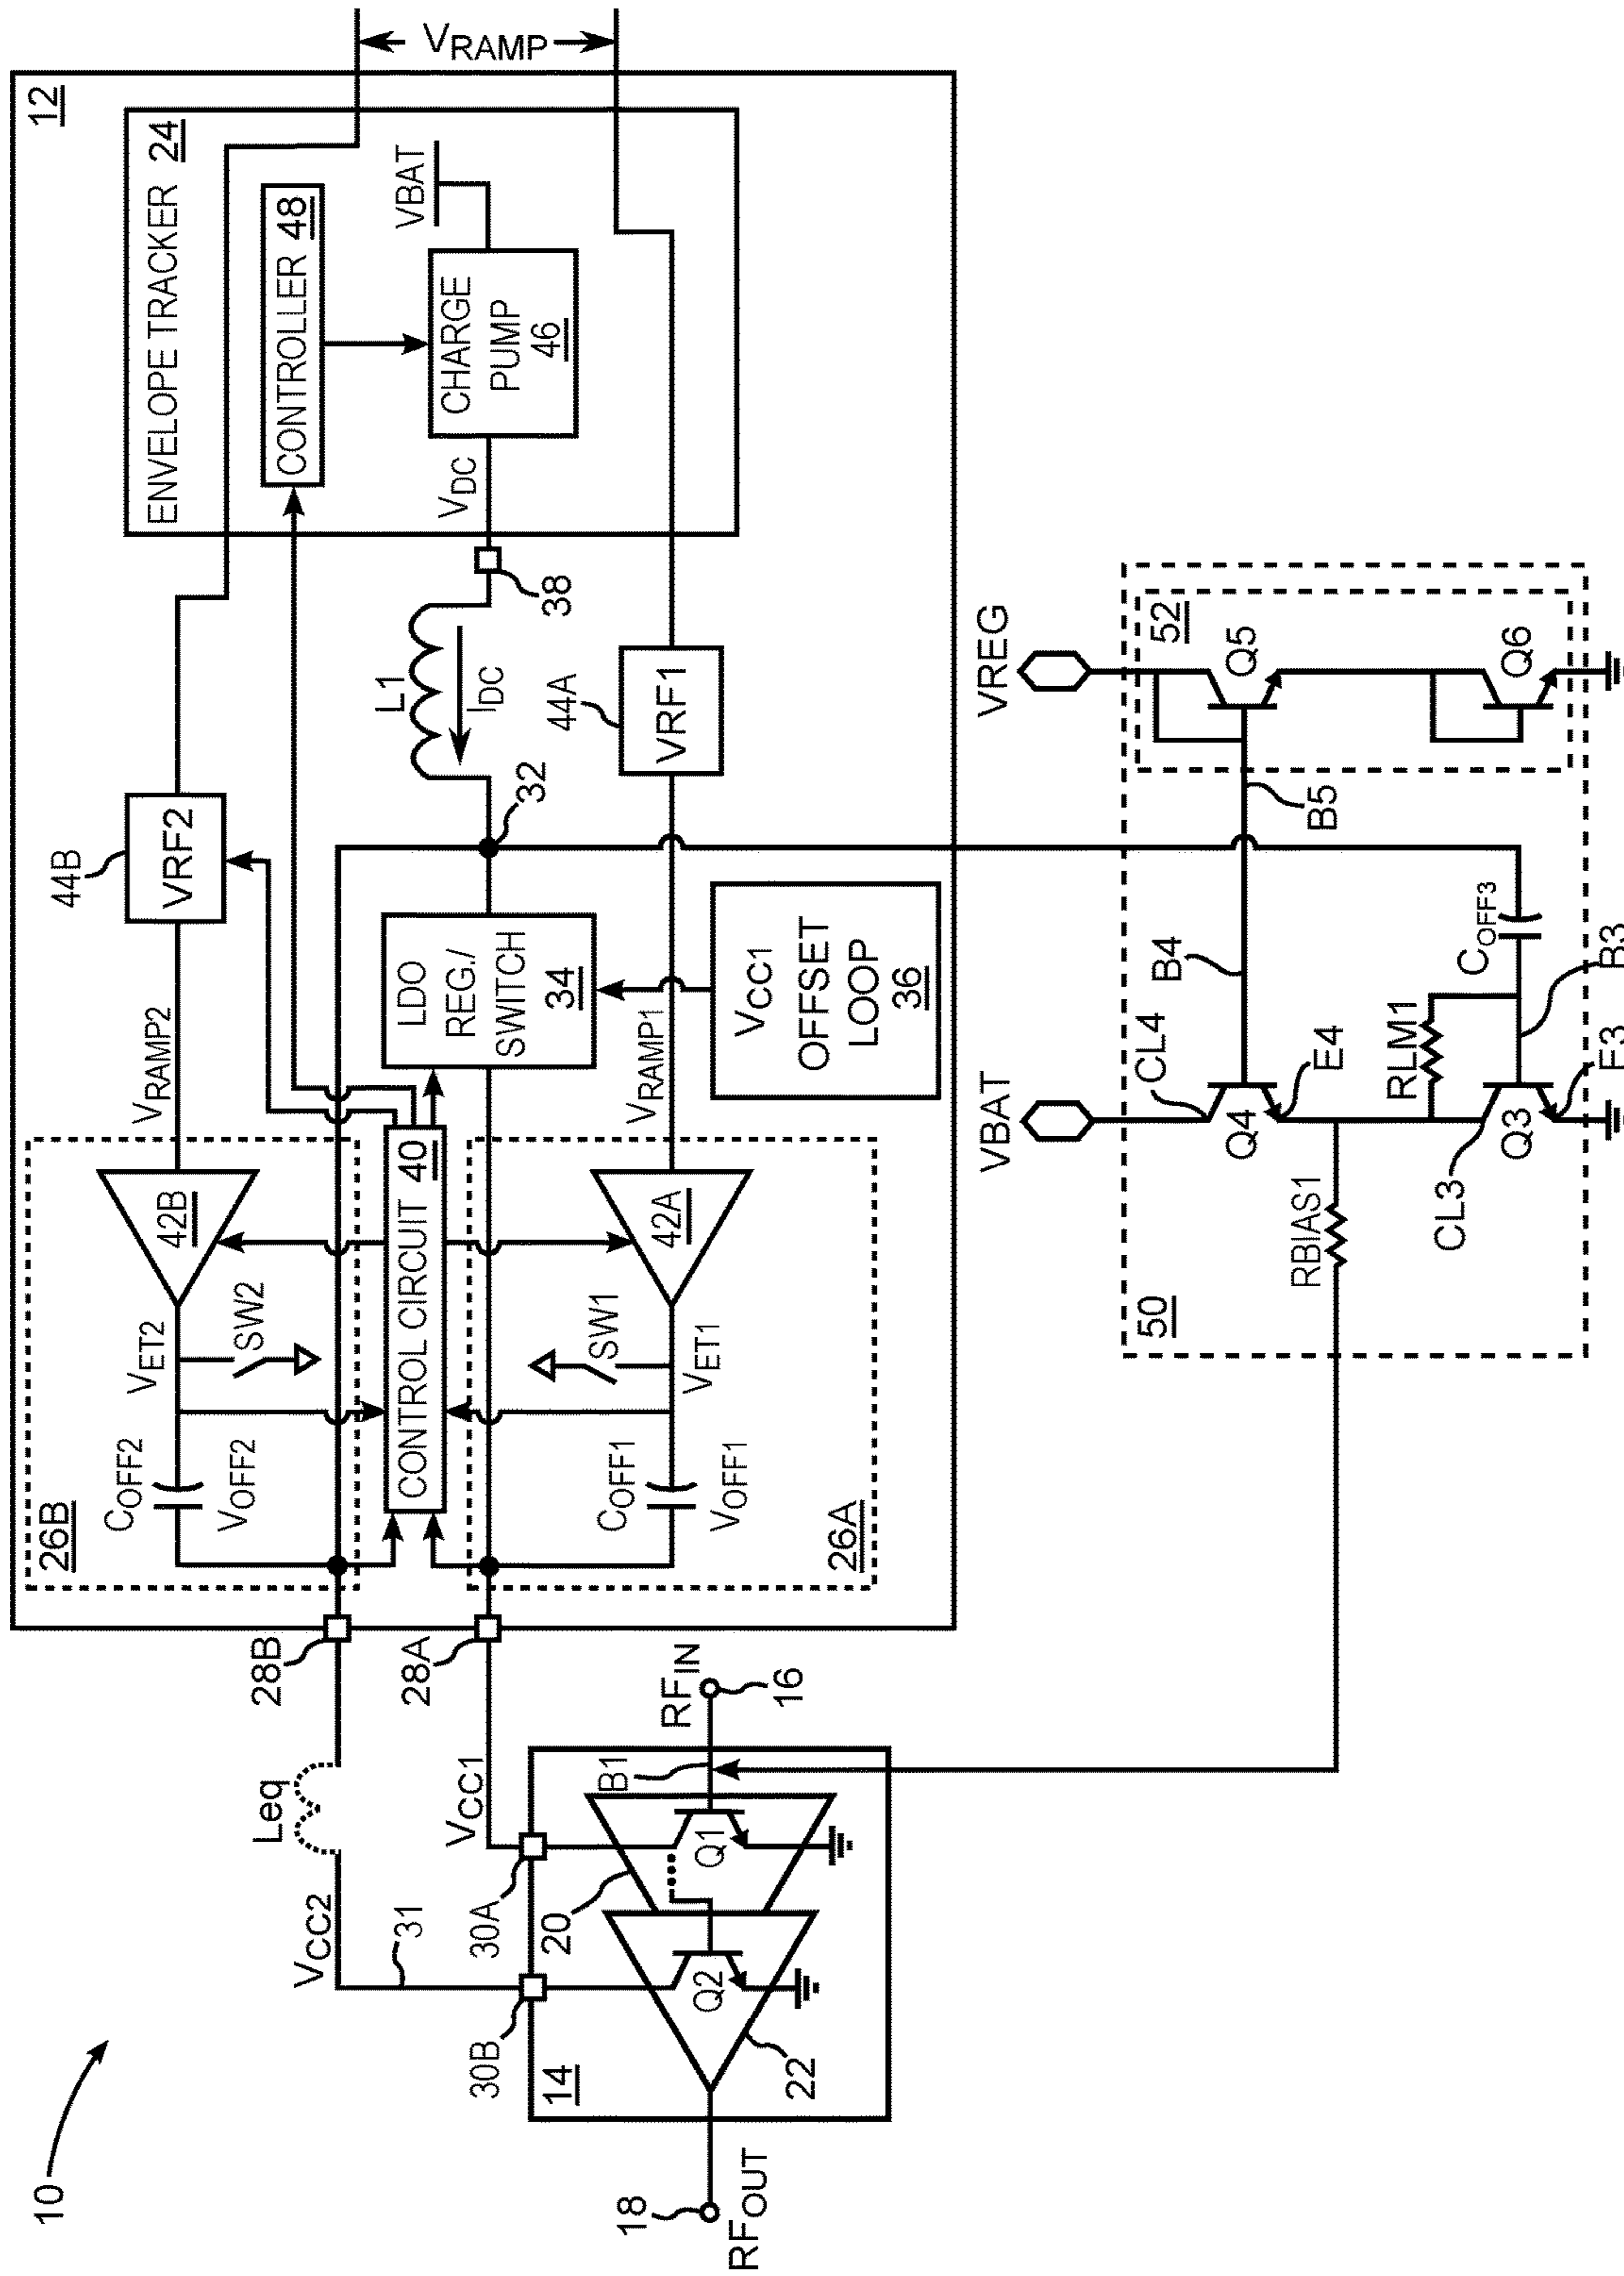 10
12
ENVELOPE TRACKER 24
VRAMP
CONTROLLER 48
VBAT
CHARGE
PUMP
46
VDC
38
L1
IDC
32
44A
VRF1
44B
VRF2
VRAMP2
VRAMP1
LDO
REG./
SWITCH
34
VCC1
OFFSET
LOOP
36
42B
42A
CONTROL CIRCUIT 40
SW2
SW1
VET2
VET1
COFF2
VOFF2
COFF1
VOFF1
26B
26A
28B
28A
Leq
VCC2
31
VCC1
30A
30B
14
20
22
Q1
Q2
B1
RFIN
16
18
RFOUT
VREG
52
Q5
Q6
B5
B4
VBAT
CL4
Q4
E4
RLM1
COFF3
B3
CL3
Q3
E3
RBIAS1
50